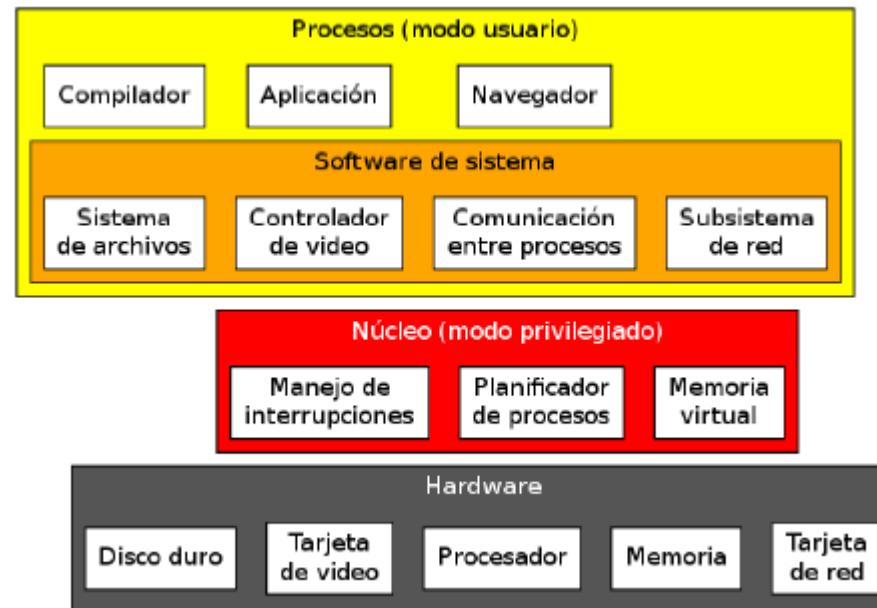 Procesos (modo usuario)
Compilador
Aplicación
Navegador
Software de sistema
Sistema
de archivos
Controlador
de video
Comunicación
entre procesos
Subsistema
de red
Núcleo (modo privilegiado)
Manejo de
interrupciones
Planificador
de procesos
Memoria
virtual
Hardware
Disco duro
Tarjeta
de video
Procesador
Memoria
Tarjeta
de red